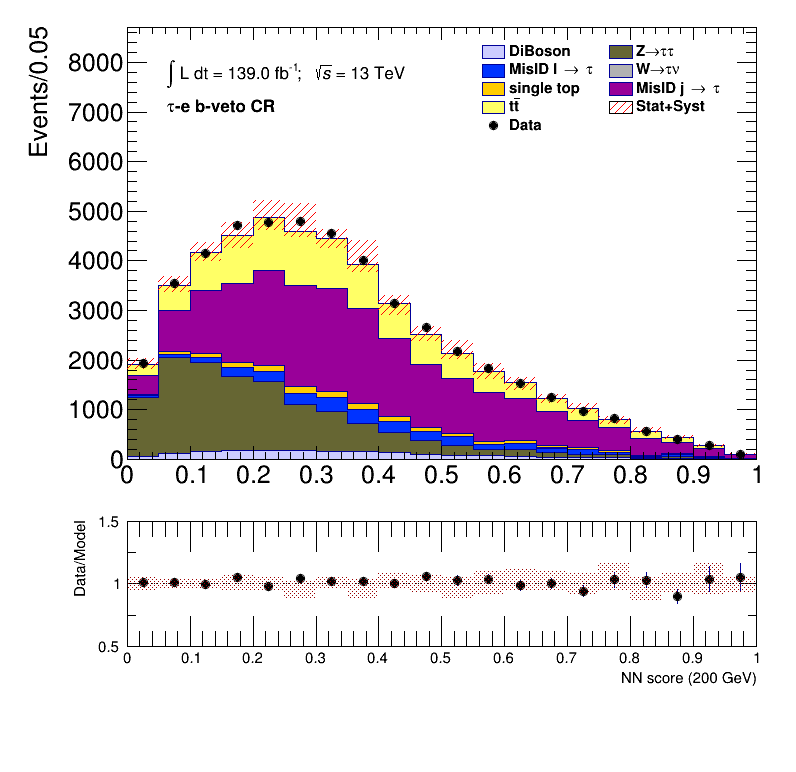 Events/0.05
8000
7000
6000
5000
4000
3000
2000
1000
0
∫ L dt = 139.0 fb⁻¹; √s = 13 TeV
τ-e b-veto CR
DiBoson
MisID l → τ
single top
tt̄
Data
Z→ττ
W→τν
MisID j → τ
Stat+Syst
0 0.1 0.2 0.3 0.4 0.5 0.6 0.7 0.8 0.9 1
Data/Model
1.5
1
0.5
0 0.1 0.2 0.3 0.4 0.5 0.6 0.7 0.8 0.9 1
NN score (200 GeV)